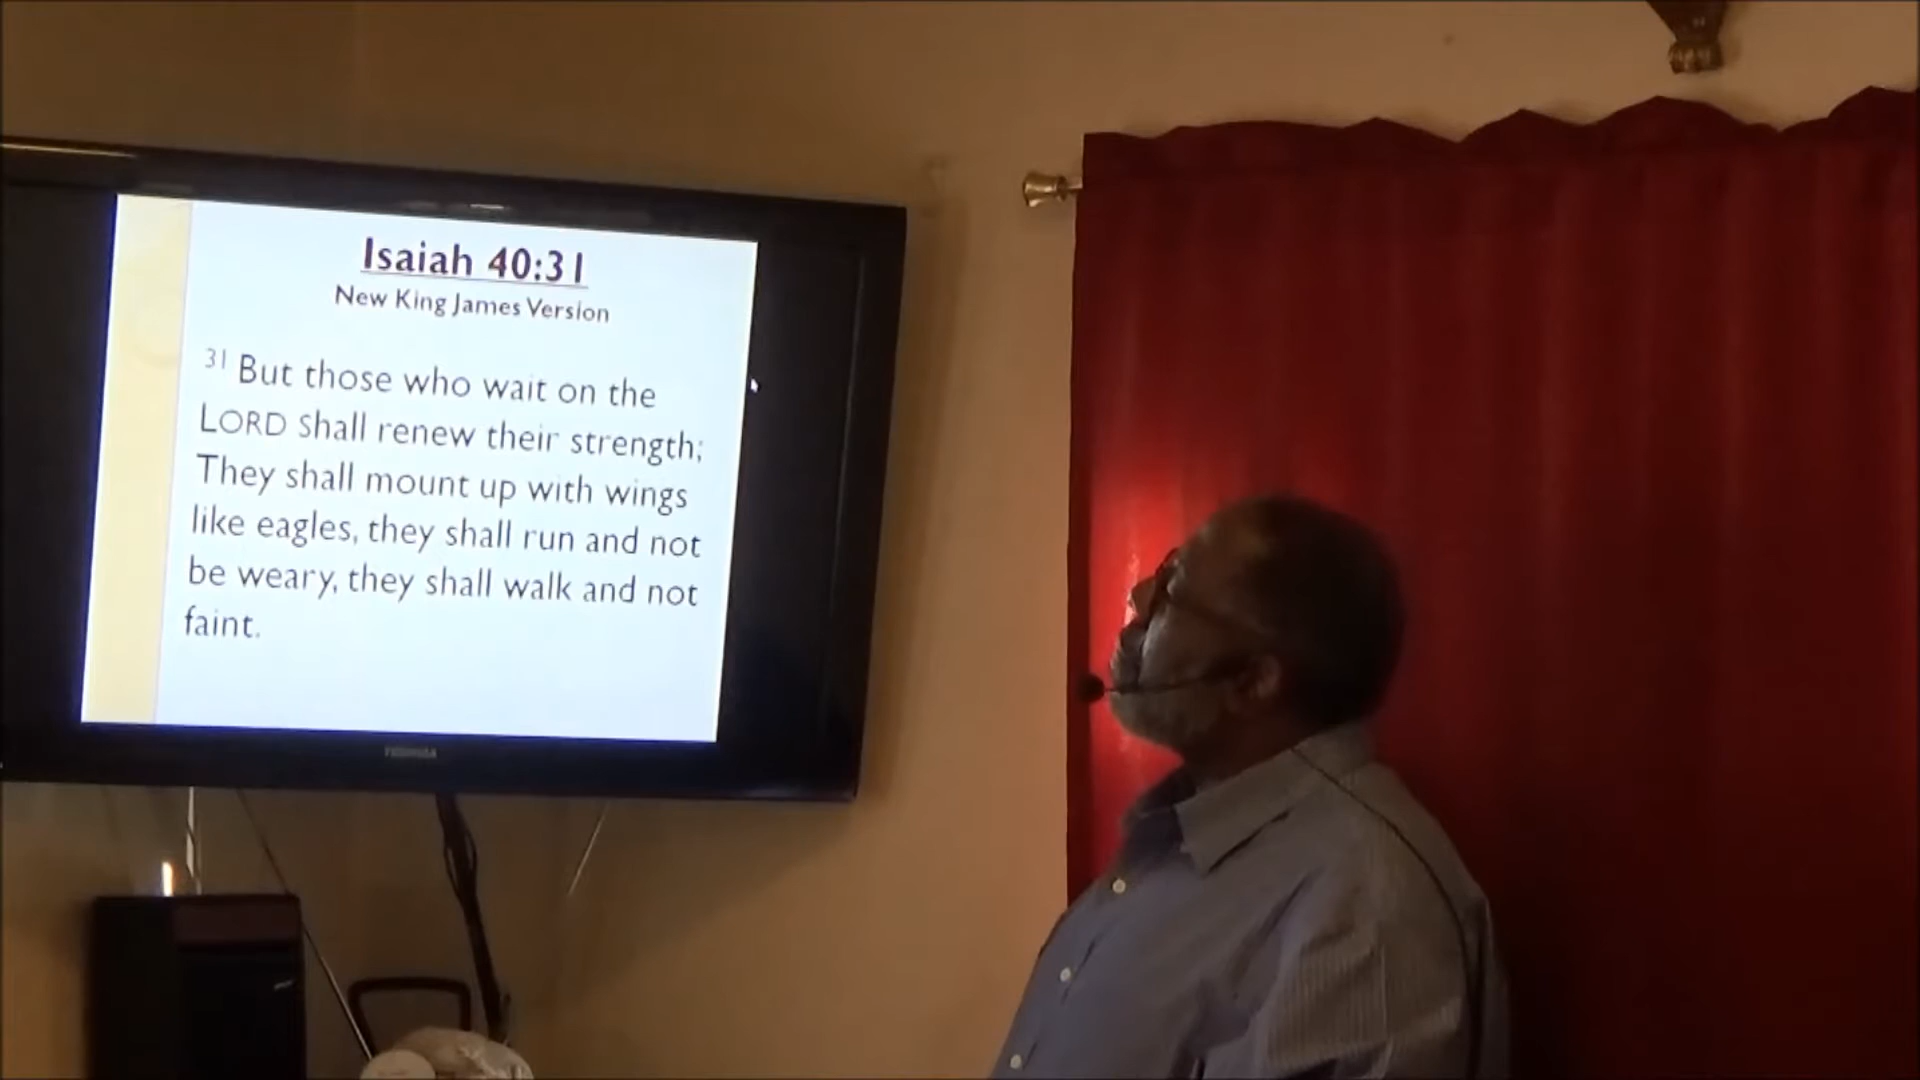 Isaiah 40:31
New King James Version
31 But those who wait on the
LORD Shall renew their strength;
They shall mount up with wings
like eagles, they shall run and not
be weary, they shall walk and not
faint.
TOSHIBA